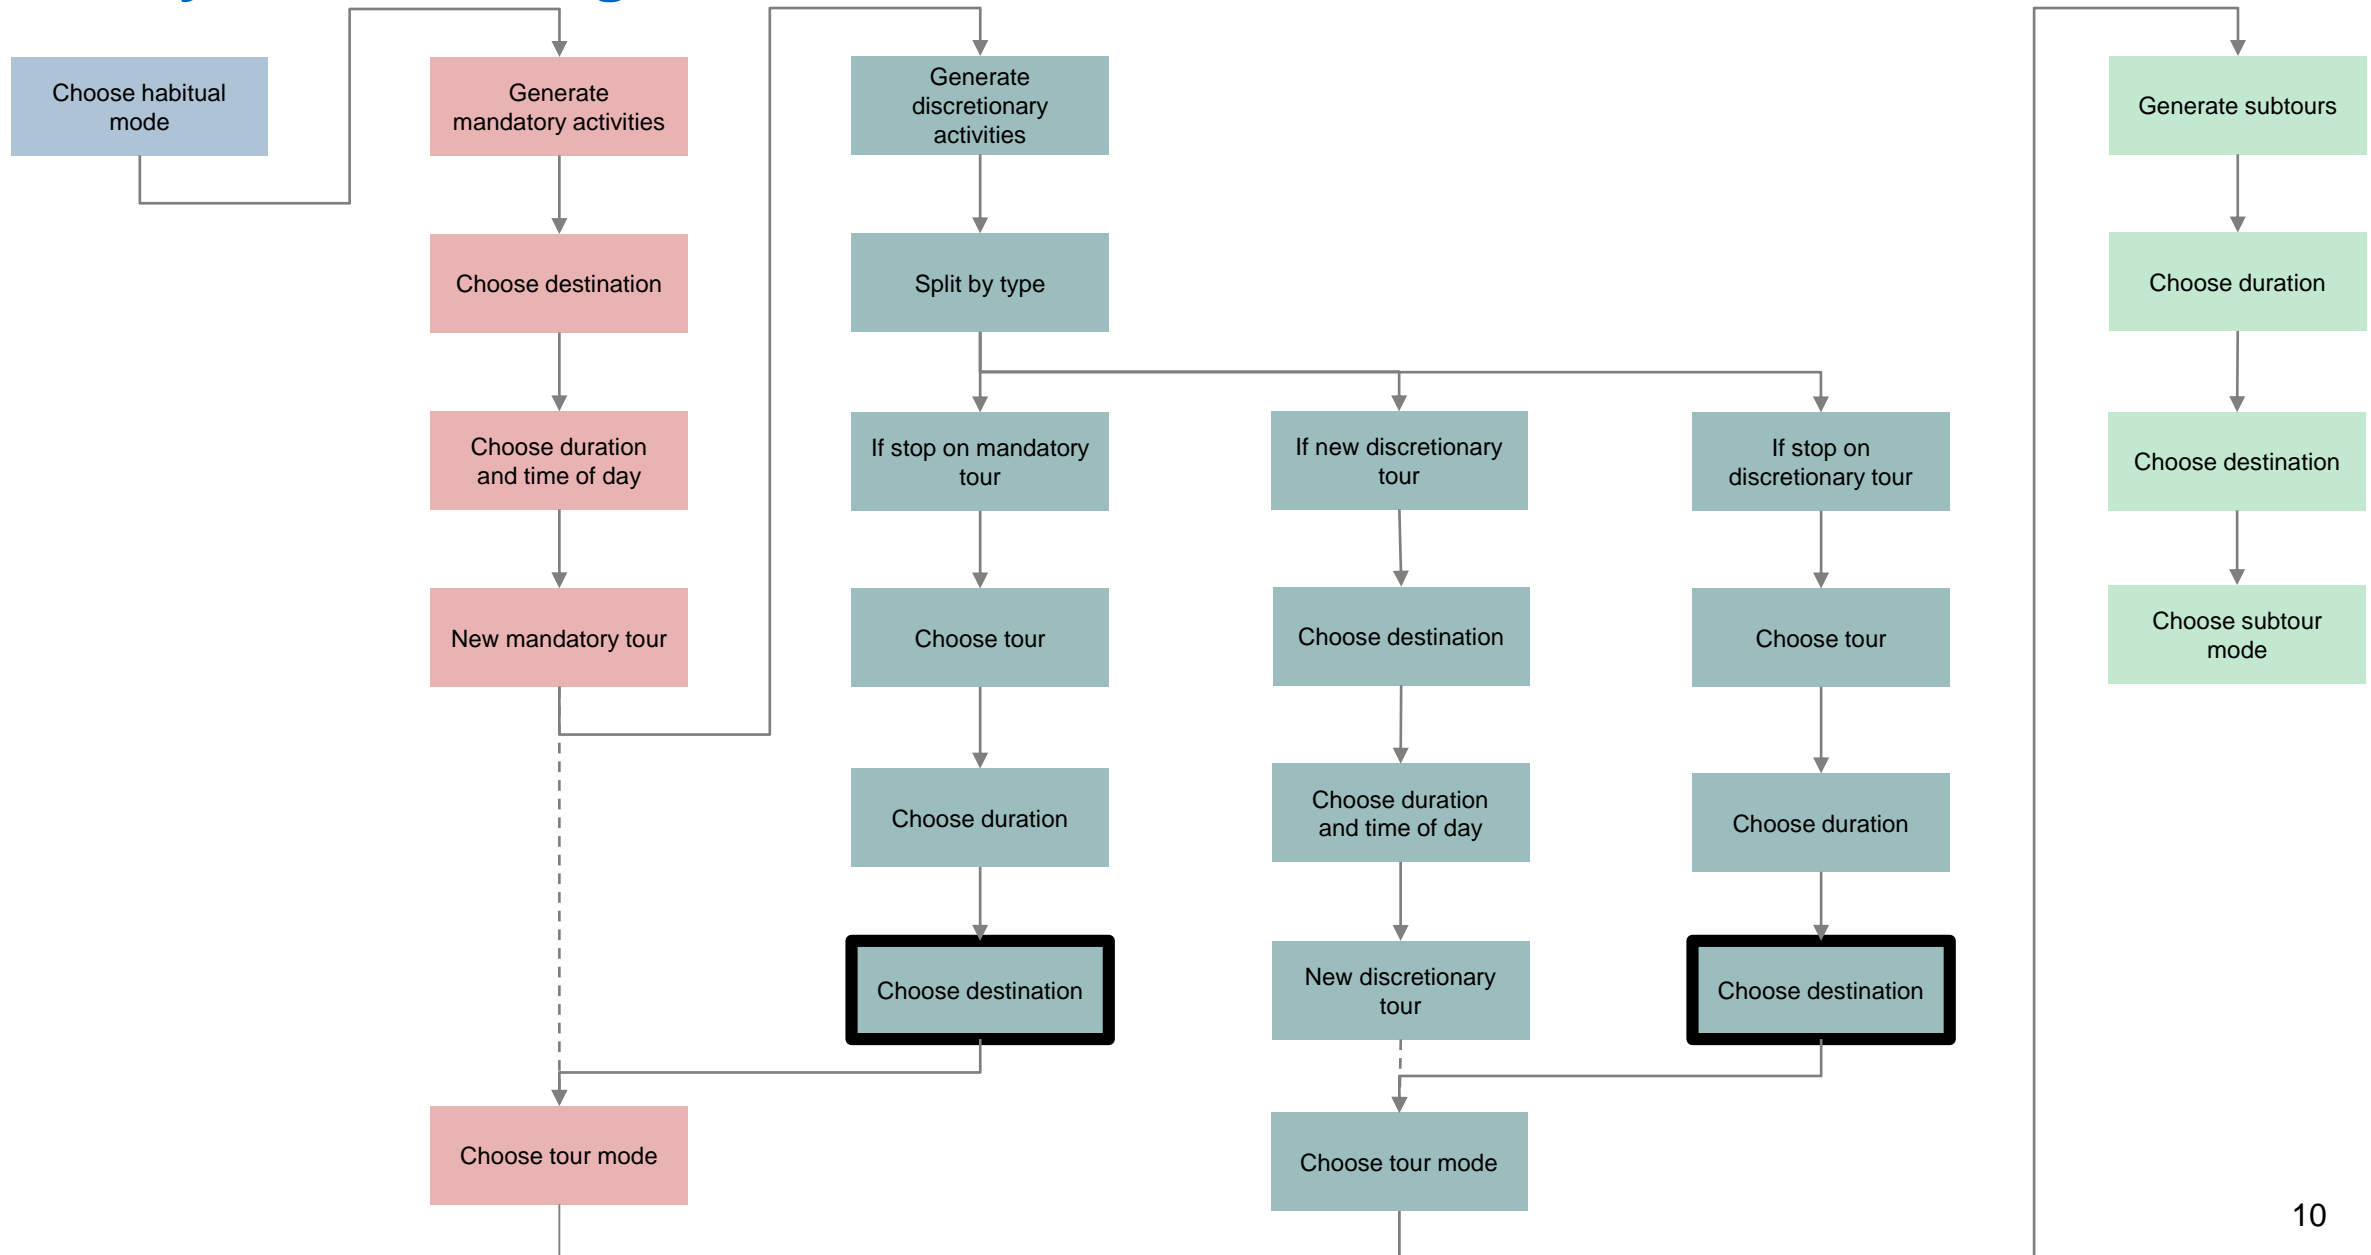 Choose habitual
mode
Generate
mandatory activities
Choose destination
Choose duration
and time of day
New mandatory tour
Choose tour mode
Generate
discretionary
activities
Split by type
If stop on mandatory
tour
Choose tour
Choose duration
Choose destination
If new discretionary
tour
Choose destination
Choose duration
and time of day
New discretionary
tour
Choose tour mode
If stop on
discretionary tour
Choose tour
Choose duration
Choose destination
Generate subtours
Choose duration
Choose destination
Choose subtour
mode
10